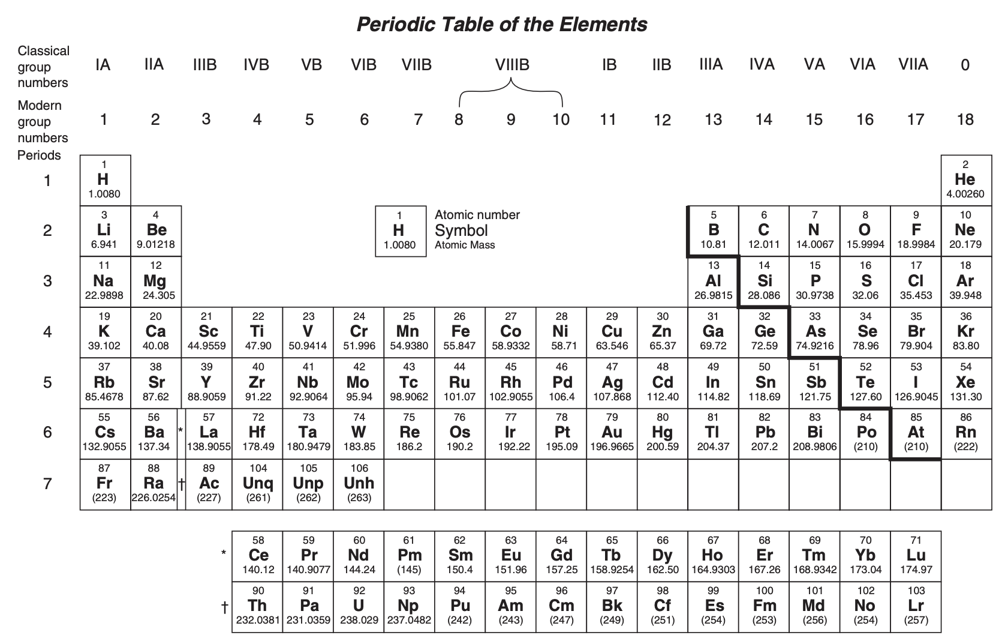 Periodic Table of the Elements
Classical
group
numbers
IA IIA IIIB IVB VB VIB VIIB VIIIB IB IIB IIIA IVA VA VIA VIIA 0
Modern
group
numbers
1 2 3 4 5 6 7 8 9 10 11 12 13 14 15 16 17 18
Periods
1 2
1 H He
1.0080 4.00260
3 4 1 Atomic number 5 6 7 8 9 10
2 Li Be H Symbol B C N O F Ne
6.941 9.01218 1.0080 Atomic Mass 10.81 12.011 14.0067 15.9994 18.9984 20.179
11 12 13 14 15 16 17 18
3 Na Mg Al Si P S Cl Ar
22.9898 24.305 26.9815 28.086 30.9738 32.06 35.453 39.948
19 20 21 22 23 24 25 26 27 28 29 30 31 32 33 34 35 36
4 K Ca Sc Ti V Cr Mn Fe Co Ni Cu Zn Ga Ge As Se Br Kr
39.102 40.08 44.9559 47.90 50.9414 51.996 54.9380 55.847 58.9332 58.71 63.546 65.37 69.72 72.59 74.9216 78.96 79.904 83.80
37 38 39 40 41 42 43 44 45 46 47 48 49 50 51 52 53 54
5 Rb Sr Y Zr Nb Mo Tc Ru Rh Pd Ag Cd In Sn Sb Te I Xe
85.4678 87.62 88.9059 91.22 92.9064 95.94 98.9062 101.07 102.9055 106.4 107.868 112.40 114.82 118.69 121.75 127.60 126.9045 131.30
55 56 57 72 73 74 75 76 77 78 79 80 81 82 83 84 85 86
6 Cs Ba * La Hf Ta W Re Os Ir Pt Au Hg Tl Pb Bi Po At Rn
132.9055 137.34 138.9055 178.49 180.9479 183.85 186.2 190.2 192.22 195.09 196.9665 200.59 204.37 207.2 208.9806 (210) (210) (222)
87 88 89 104 105 106
7 Fr Ra † Ac Unq Unp Unh
(223) 226.0254 (227) (261) (262) (263)
58 59 60 61 62 63 64 65 66 67 68 69 70 71
* Ce Pr Nd Pm Sm Eu Gd Tb Dy Ho Er Tm Yb Lu
140.12 140.9077 144.24 (145) 150.4 151.96 157.25 158.9254 162.50 164.9303 167.26 168.9342 173.04 174.97
90 91 92 93 94 95 96 97 98 99 100 101 102 103
† Th Pa U Np Pu Am Cm Bk Cf Es Fm Md No Lr
232.0381 231.0359 238.029 237.0482 (242) (243) (247) (249) (251) (254) (253) (256) (254) (257)